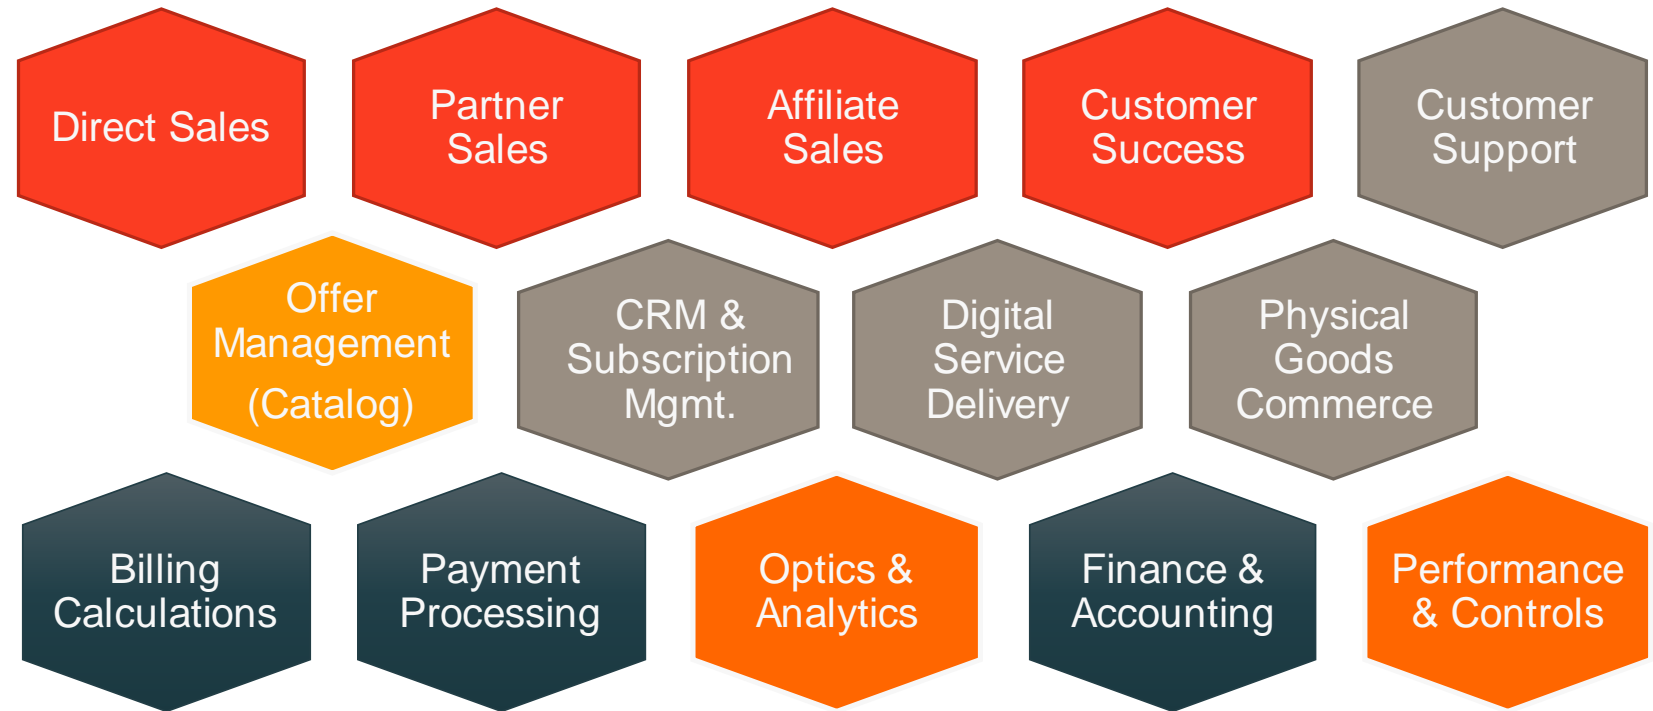 Direct Sales
Partner
Sales
Affiliate
Sales
Customer
Success
Customer
Support
Offer
Management
(Catalog)
CRM &
Subscription
Mgmt.
Digital
Service
Delivery
Physical
Goods
Commerce
Billing
Calculations
Payment
Processing
Optics &
Analytics
Finance &
Accounting
Performance
& Controls